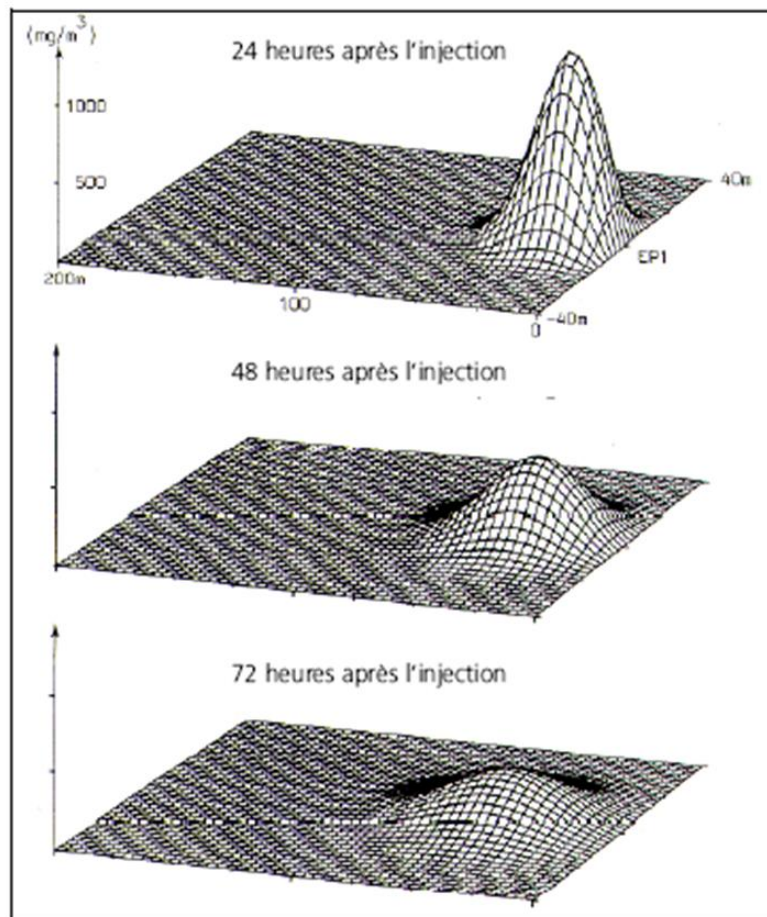 (mg/m³)
24 heures après l'injection
1000
500
40m
EP1
200m
100
0
-40m
48 heures après l'injection
72 heures après l'injection